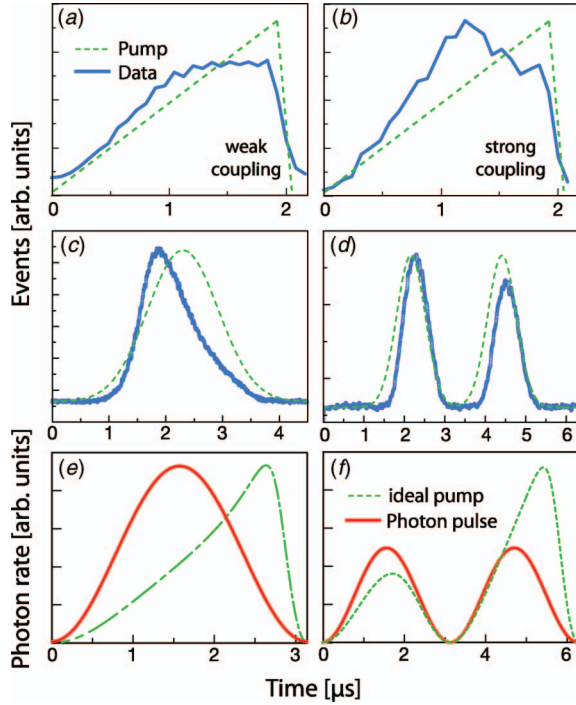 (a)
Pump
Data
weak
coupling
0 1 2
(b)
strong
coupling
0 1 2
Events [arb. units]
(c)
0 1 2 3 4
(d)
0 1 2 3 4 5 6
Photon rate [arb. units]
(e)
0 1 2 3
(f)
ideal pump
Photon pulse
0 2 4 6
Time [μs]